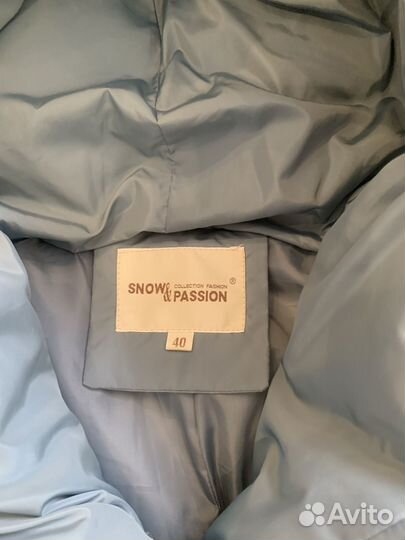 COLLECTION FASHION ®
SNOW & PASSION
40
Avito